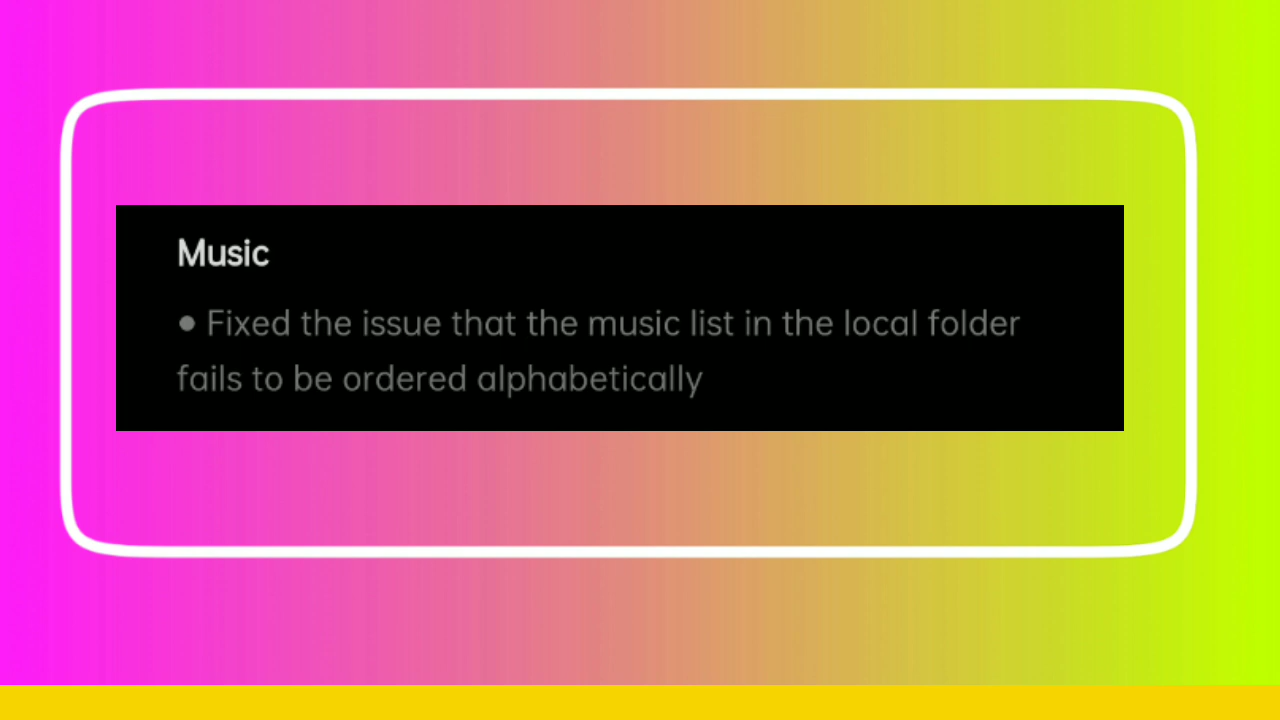 Music
• Fixed the issue that the music list in the local folder
fails to be ordered alphabetically